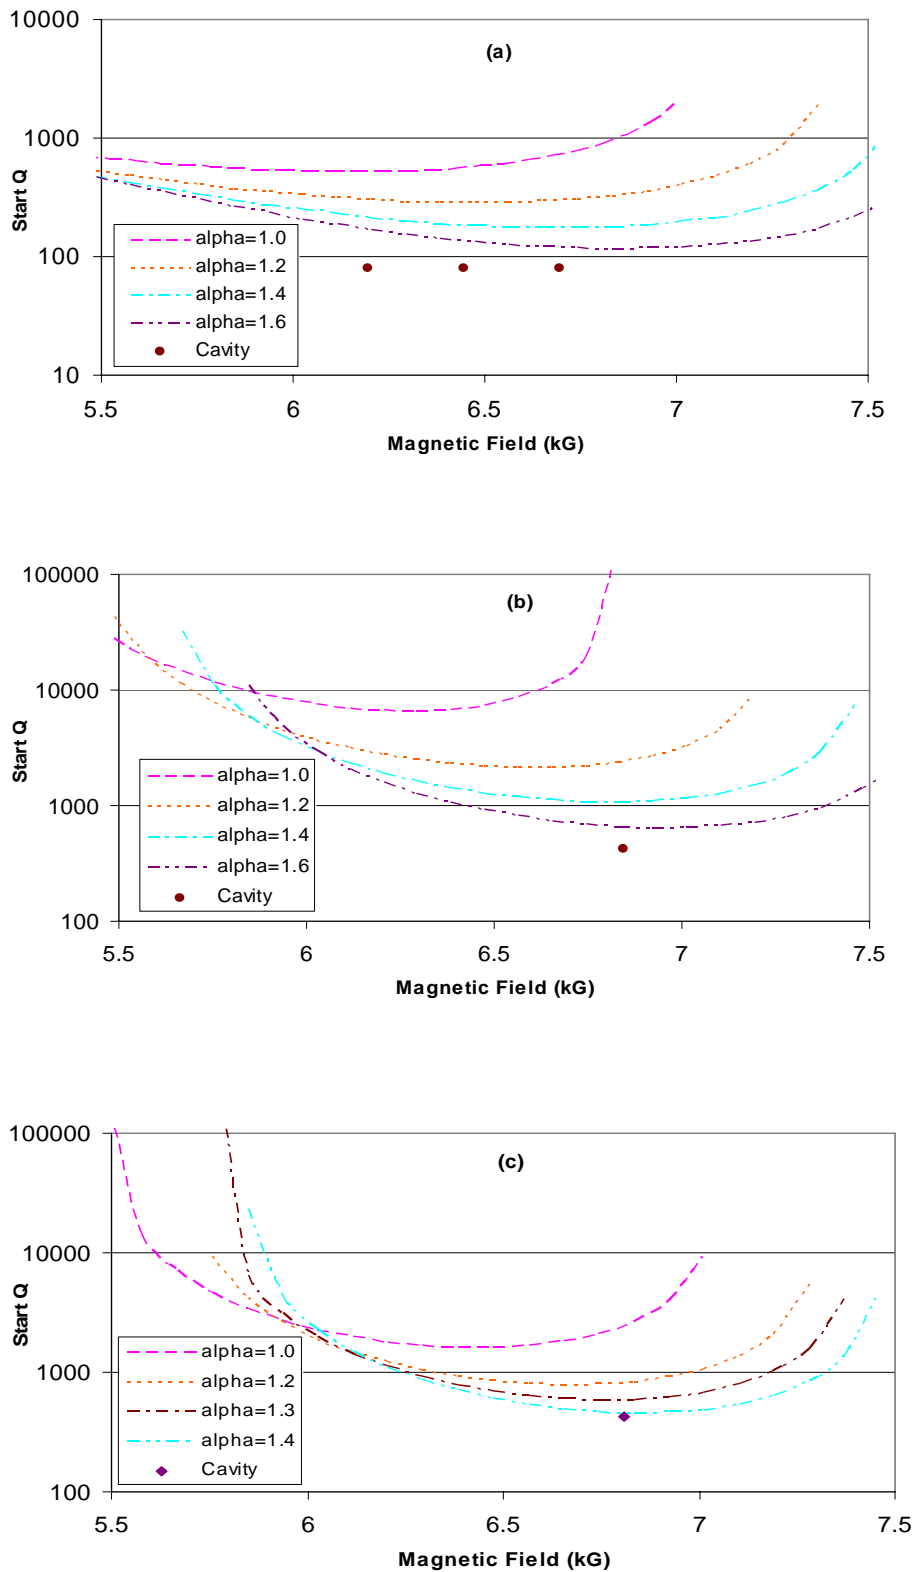 10000
(a)
1000
Start Q
100
alpha=1.0
alpha=1.2
alpha=1.4
alpha=1.6
Cavity
10
5.5 6 6.5 7 7.5
Magnetic Field (kG)
100000
(b)
10000
Start Q
1000
alpha=1.0
alpha=1.2
alpha=1.4
alpha=1.6
Cavity
100
5.5 6 6.5 7 7.5
Magnetic Field (kG)
100000
(c)
10000
Start Q
1000
alpha=1.0
alpha=1.2
alpha=1.3
alpha=1.4
Cavity
100
5.5 6 6.5 7 7.5
Magnetic Field (kG)